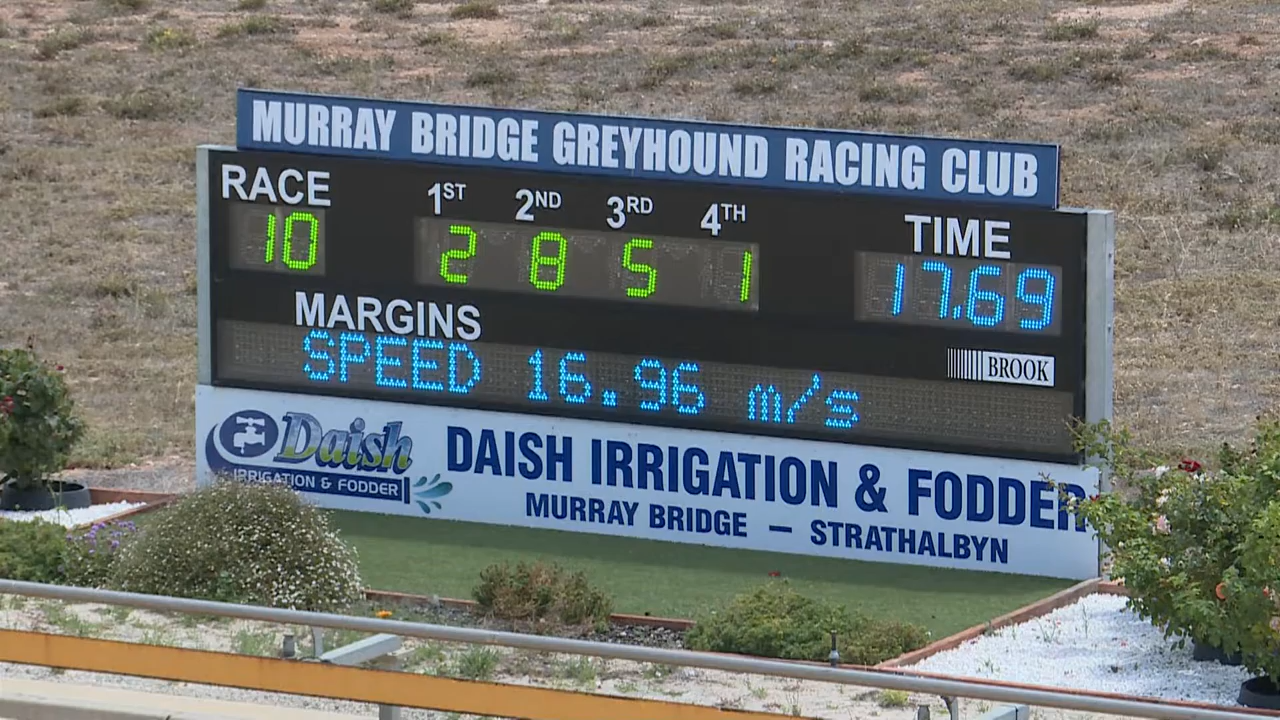 MURRAY BRIDGE GREYHOUND RACING CLUB
RACE 1ST 2ND 3RD 4TH TIME
10 2 8 5 1 17.69
MARGINS
SPEED 16.96 m/s
BROOK
Daish
IRRIGATION & FODDER
DAISH IRRIGATION & FODDER
MURRAY BRIDGE – STRATHALBYN